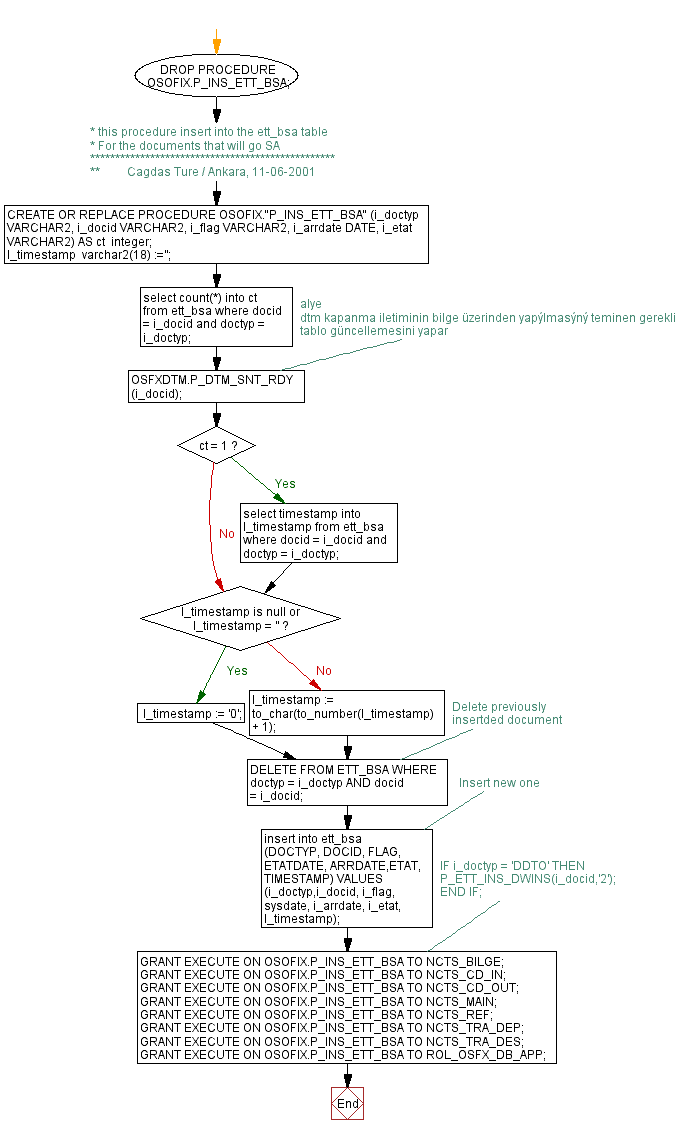 DROP PROCEDURE
OSOFIX.P_INS_ETT_BSA;
* this procedure insert into the ett_bsa table
* For the documents that will go SA
*************************************************
** Cagdas Ture / Ankara, 11-06-2001
CREATE OR REPLACE PROCEDURE OSOFIX."P_INS_ETT_BSA" (i_doctyp
VARCHAR2, i_docid VARCHAR2, i_flag VARCHAR2, i_arrdate DATE, i_etat
VARCHAR2) AS ct integer;
l_timestamp varchar2(18) :='';
select count(*) into ct
from ett_bsa where docid
= i_docid and doctyp =
i_doctyp;
alye
dtm kapanma iletiminin bilge üzerinden yapýlmasýný teminen gerekli
tablo güncellemesini yapar
OSFXDTM.P_DTM_SNT_RDY
(i_docid);
ct = 1 ?
Yes
No
select timestamp into
l_timestamp from ett_bsa
where docid = i_docid and
doctyp = i_doctyp;
l_timestamp is null or
l_timestamp = '' ?
Yes
No
l_timestamp := '0';
l_timestamp :=
to_char(to_number(l_timestamp)
+ 1);
Delete previously
insertded document
DELETE FROM ETT_BSA WHERE
doctyp = i_doctyp AND docid
= i_docid;
Insert new one
insert into ett_bsa
(DOCTYP, DOCID, FLAG,
ETATDATE, ARRDATE,ETAT,
TIMESTAMP) VALUES
(i_doctyp,i_docid, i_flag,
sysdate, i_arrdate, i_etat,
l_timestamp);
IF i_doctyp = 'DDTO' THEN
P_ETT_INS_DWINS(i_docid,'2');
END IF;
GRANT EXECUTE ON OSOFIX.P_INS_ETT_BSA TO NCTS_BILGE;
GRANT EXECUTE ON OSOFIX.P_INS_ETT_BSA TO NCTS_CD_IN;
GRANT EXECUTE ON OSOFIX.P_INS_ETT_BSA TO NCTS_CD_OUT;
GRANT EXECUTE ON OSOFIX.P_INS_ETT_BSA TO NCTS_MAIN;
GRANT EXECUTE ON OSOFIX.P_INS_ETT_BSA TO NCTS_REF;
GRANT EXECUTE ON OSOFIX.P_INS_ETT_BSA TO NCTS_TRA_DEP;
GRANT EXECUTE ON OSOFIX.P_INS_ETT_BSA TO NCTS_TRA_DES;
GRANT EXECUTE ON OSOFIX.P_INS_ETT_BSA TO ROL_OSFX_DB_APP;
End